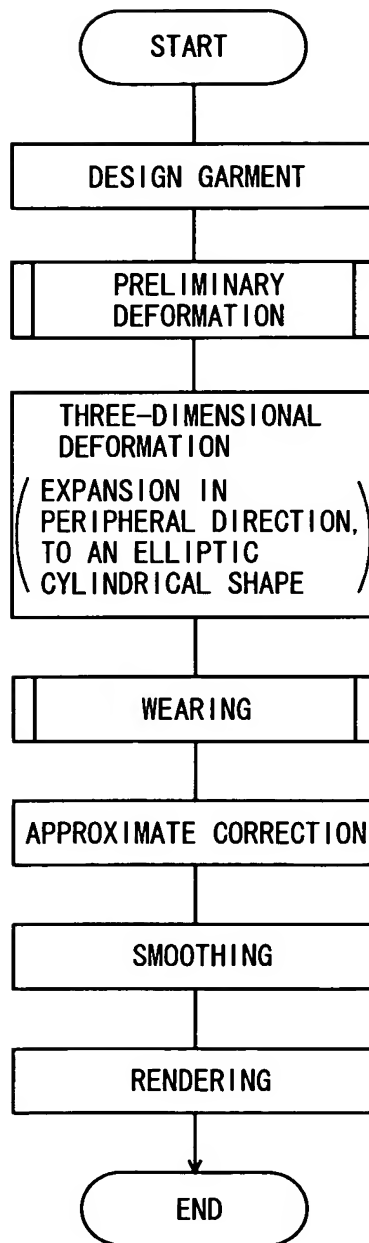 START
DESIGN GARMENT
PRELIMINARY
DEFORMATION
THREE-DIMENSIONAL
DEFORMATION
(EXPANSION IN
PERIPHERAL DIRECTION,
TO AN ELLIPTIC
CYLINDRICAL SHAPE)
WEARING
APPROXIMATE CORRECTION
SMOOTHING
RENDERING
END